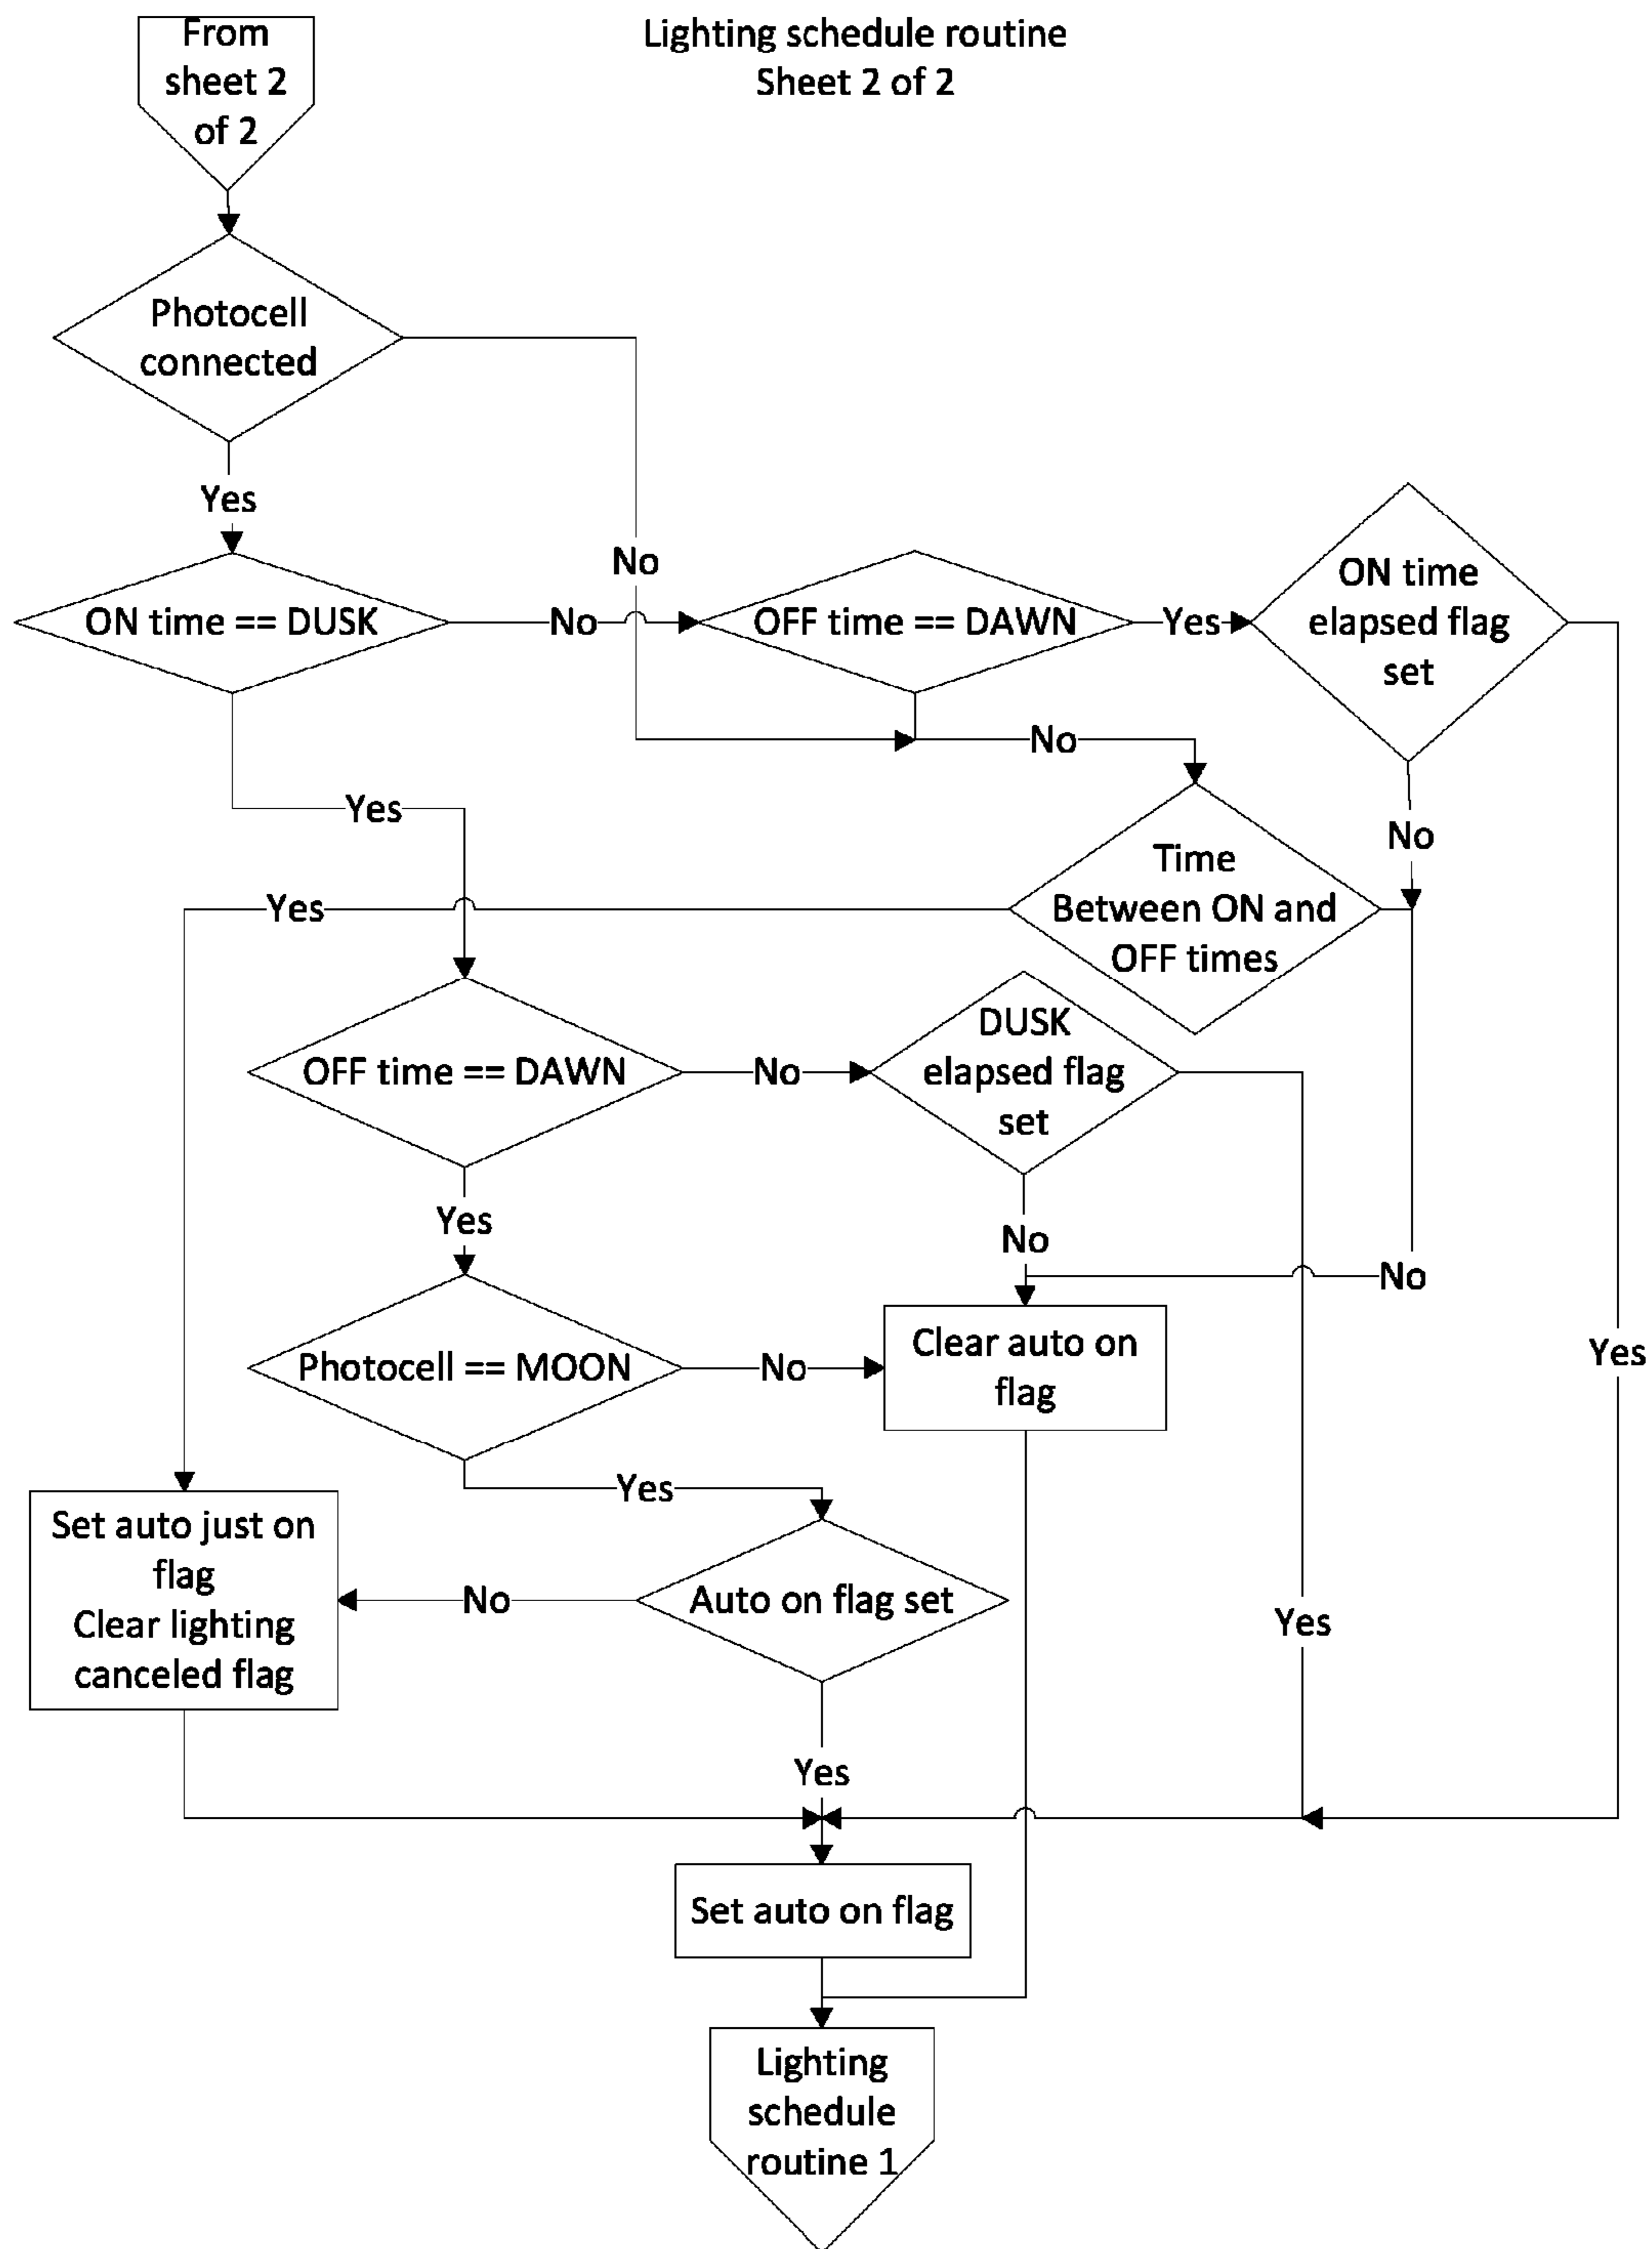 From
sheet 2
of 2
Lighting schedule routine
Sheet 2 of 2
Photocell
connected
Yes
No
ON time == DUSK
No
OFF time == DAWN
Yes
ON time
elapsed flag
set
No
Yes
No
Time
Between ON and
OFF times
Yes
OFF time == DAWN
No
DUSK
elapsed flag
set
Yes
No
No
Photocell == MOON
No
Clear auto on
flag
Yes
Yes
Set auto just on
flag
Clear lighting
canceled flag
No
Auto on flag set
Yes
Yes
Set auto on flag
Lighting
schedule
routine 1